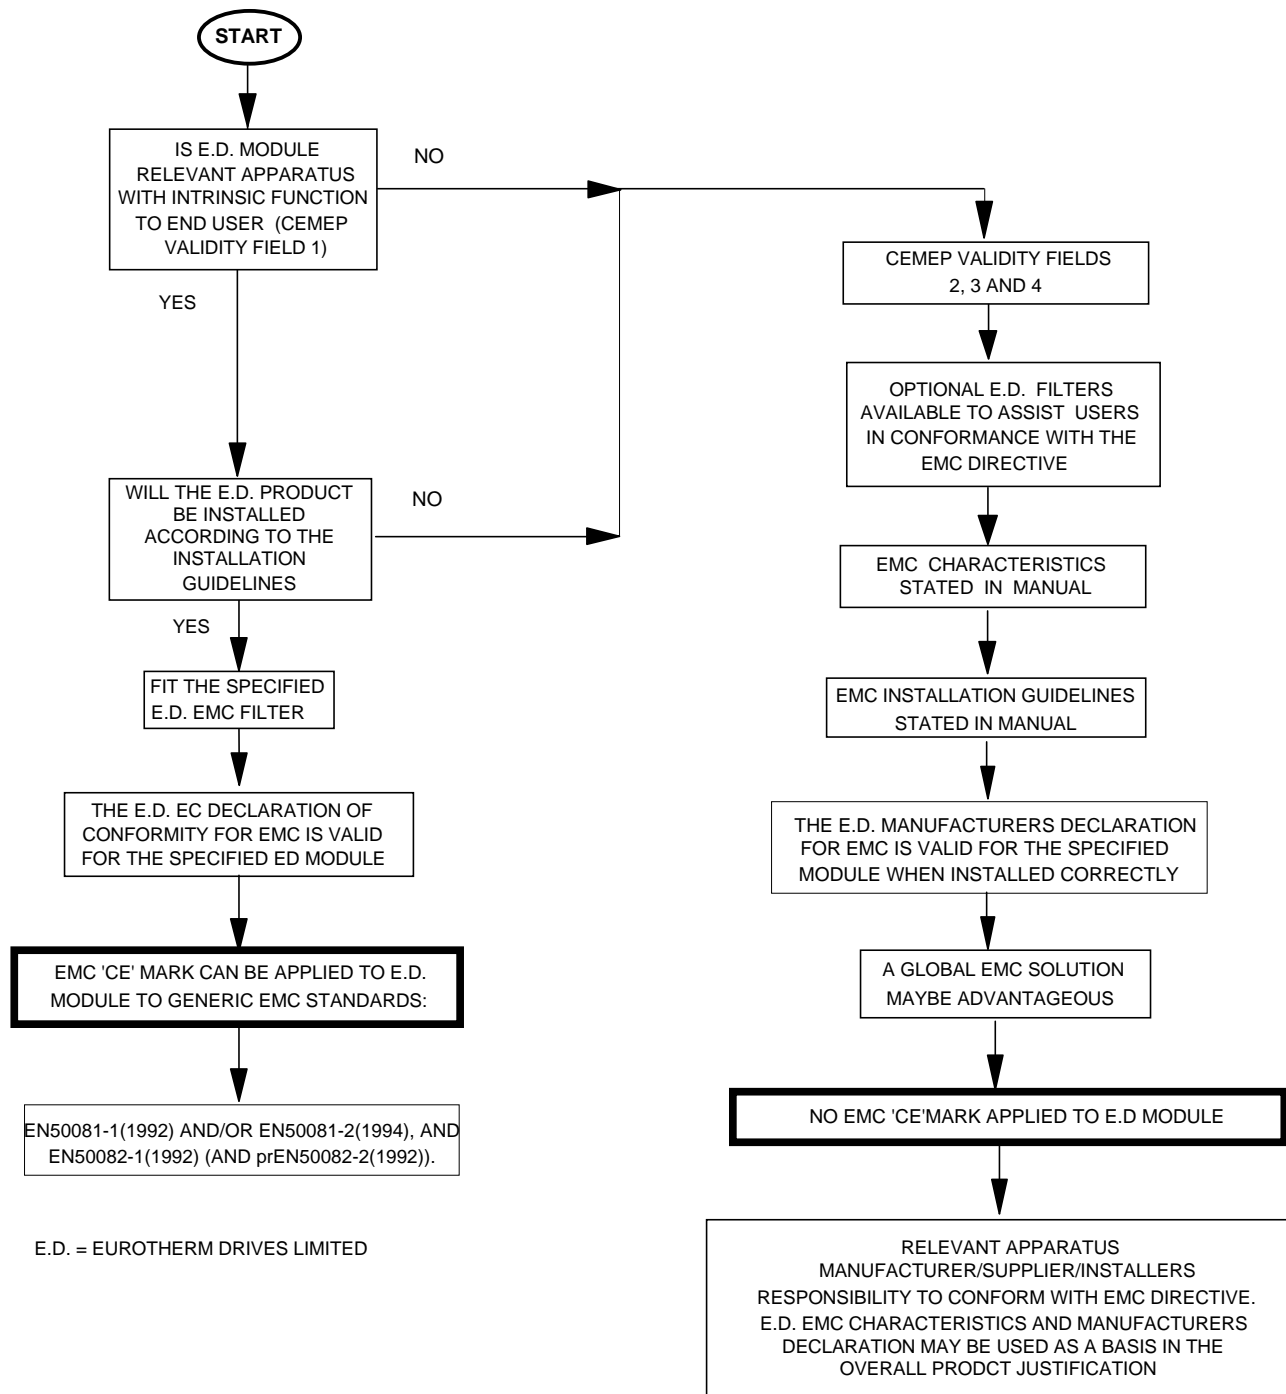 START
IS E.D. MODULE
RELEVANT APPARATUS
WITH INTRINSIC FUNCTION
TO END USER (CEMEP
VALIDITY FIELD 1)
NO
YES
WILL THE E.D. PRODUCT
BE INSTALLED
ACCORDING TO THE
INSTALLATION
GUIDELINES
NO
YES
FIT THE SPECIFIED
E.D. EMC FILTER
THE E.D. EC DECLARATION OF
CONFORMITY FOR EMC IS VALID
FOR THE SPECIFIED ED MODULE
EMC 'CE' MARK CAN BE APPLIED TO E.D.
MODULE TO GENERIC EMC STANDARDS:
EN50081-1(1992) AND/OR EN50081-2(1994), AND
EN50082-1(1992) (AND prEN50082-2(1992)).
E.D. = EUROTHERM DRIVES LIMITED
CEMEP VALIDITY FIELDS
2, 3 AND 4
OPTIONAL E.D. FILTERS
AVAILABLE TO ASSIST USERS
IN CONFORMANCE WITH THE
EMC DIRECTIVE
EMC CHARACTERISTICS
STATED IN MANUAL
EMC INSTALLATION GUIDELINES
STATED IN MANUAL
THE E.D. MANUFACTURERS DECLARATION
FOR EMC IS VALID FOR THE SPECIFIED
MODULE WHEN INSTALLED CORRECTLY
A GLOBAL EMC SOLUTION
MAYBE ADVANTAGEOUS
NO EMC 'CE'MARK APPLIED TO E.D MODULE
RELEVANT APPARATUS
MANUFACTURER/SUPPLIER/INSTALLERS
RESPONSIBILITY TO CONFORM WITH EMC DIRECTIVE.
E.D. EMC CHARACTERISTICS AND MANUFACTURERS
DECLARATION MAY BE USED AS A BASIS IN THE
OVERALL PRODCT JUSTIFICATION